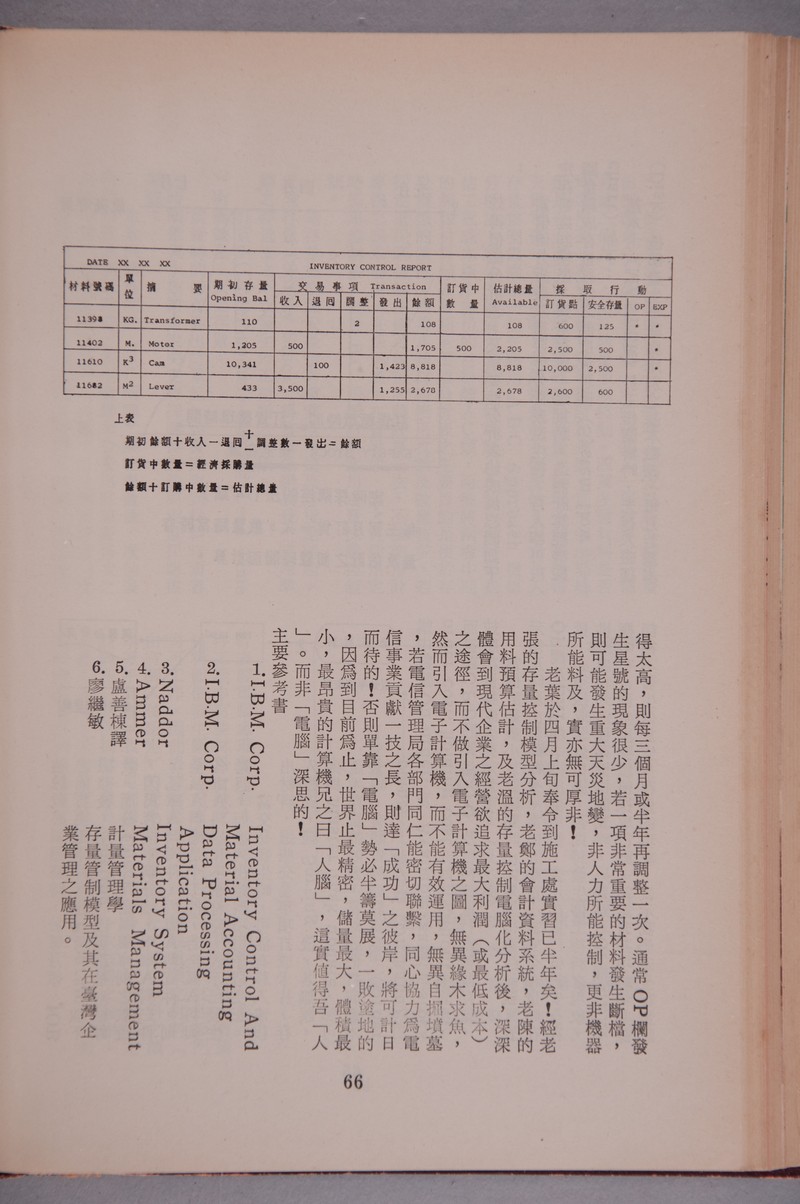 DATE XX XX XX INVENTORY CONTROL REPORT
材料號碼 單位 摘要 期初存量 Opening Bal 交易事項 Transaction 訂貨中數量 估計總量 Available 採取行動
收入 退囘 調整 發出 餘額 訂貨點 安全存量 OP EXP
11398 KG. Transformer 110 2 108 108 600 125 * *
11402 M. Motor 1,205 500 1,705 500 2,205 2,500 500 *
11610 K3 Cam 10,341 100 1,423 8,818 8,818 10,000 2,500 *
11682 M2 Lever 433 3,500 1,255 2,678 2,678 2,600 600
上表
期初餘額十收入一退囘±調整數一發出=餘額
訂貨中數量=經濟採購量
餘額十訂購中數量=估計總量
得太高,則每三個月或半年再調整一次。通常OP欄發
生星號的現象很少,若一項非常重要的材料發生斷檔,
則可能發生重大天災地變,非人力所能控制,更非機器
所能料及,實亦無可厚非!
老葉於四月上旬奉令到施工處實習已半年矣!經老
張的存量控制模型分析,老鄭的會計資料系統,老陳的
用料預算估計,及老溫的存量控制電腦化分析後,深深
體會到現代企業之經營欲追求最大利潤(或最低成本)
之途徑,而不做引入電子計算機之圖,無異緣木求魚,
然而引入電子計算機,而不能有效運用,無異自掘墳墓
,若電信管理局各部門同仁能密切聯繫,同心協力爲電
信事業貢獻一技之長,則達「成功」之彼岸,將可計日
而待的!否則單靠「電腦」勢必半籌莫展,一敗塗地的
,因爲到目前爲止,世界止最精密,儲量最大,體積最
小,最昂貴的計算機兄之曰「人腦」,這實值得吾「人
」。而非「電腦」深思的!
主要參考書
1. I.B.M. Corp. Inventory Control And
Material Accounting
2. I.B.M. Corp. Data Processing
Application
3. Naddor Inventory System
4. Ammer Materials Management
5. 盧善棟譯 計量管理學
6. 廖繼敏 存量管制模型及其在臺灣企
業管理之應用。
66